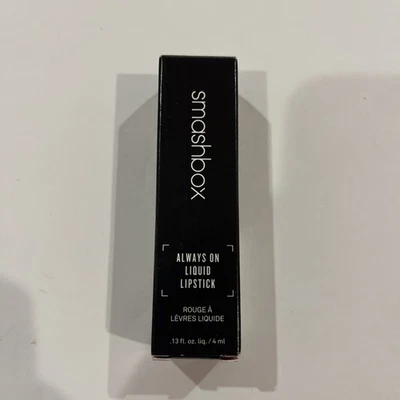 smashbox
ALWAYS ON
LIQUID
LIPSTICK
ROUGE À
LÈVRES LIQUIDE
.13 fl. oz. liq. / 4 ml